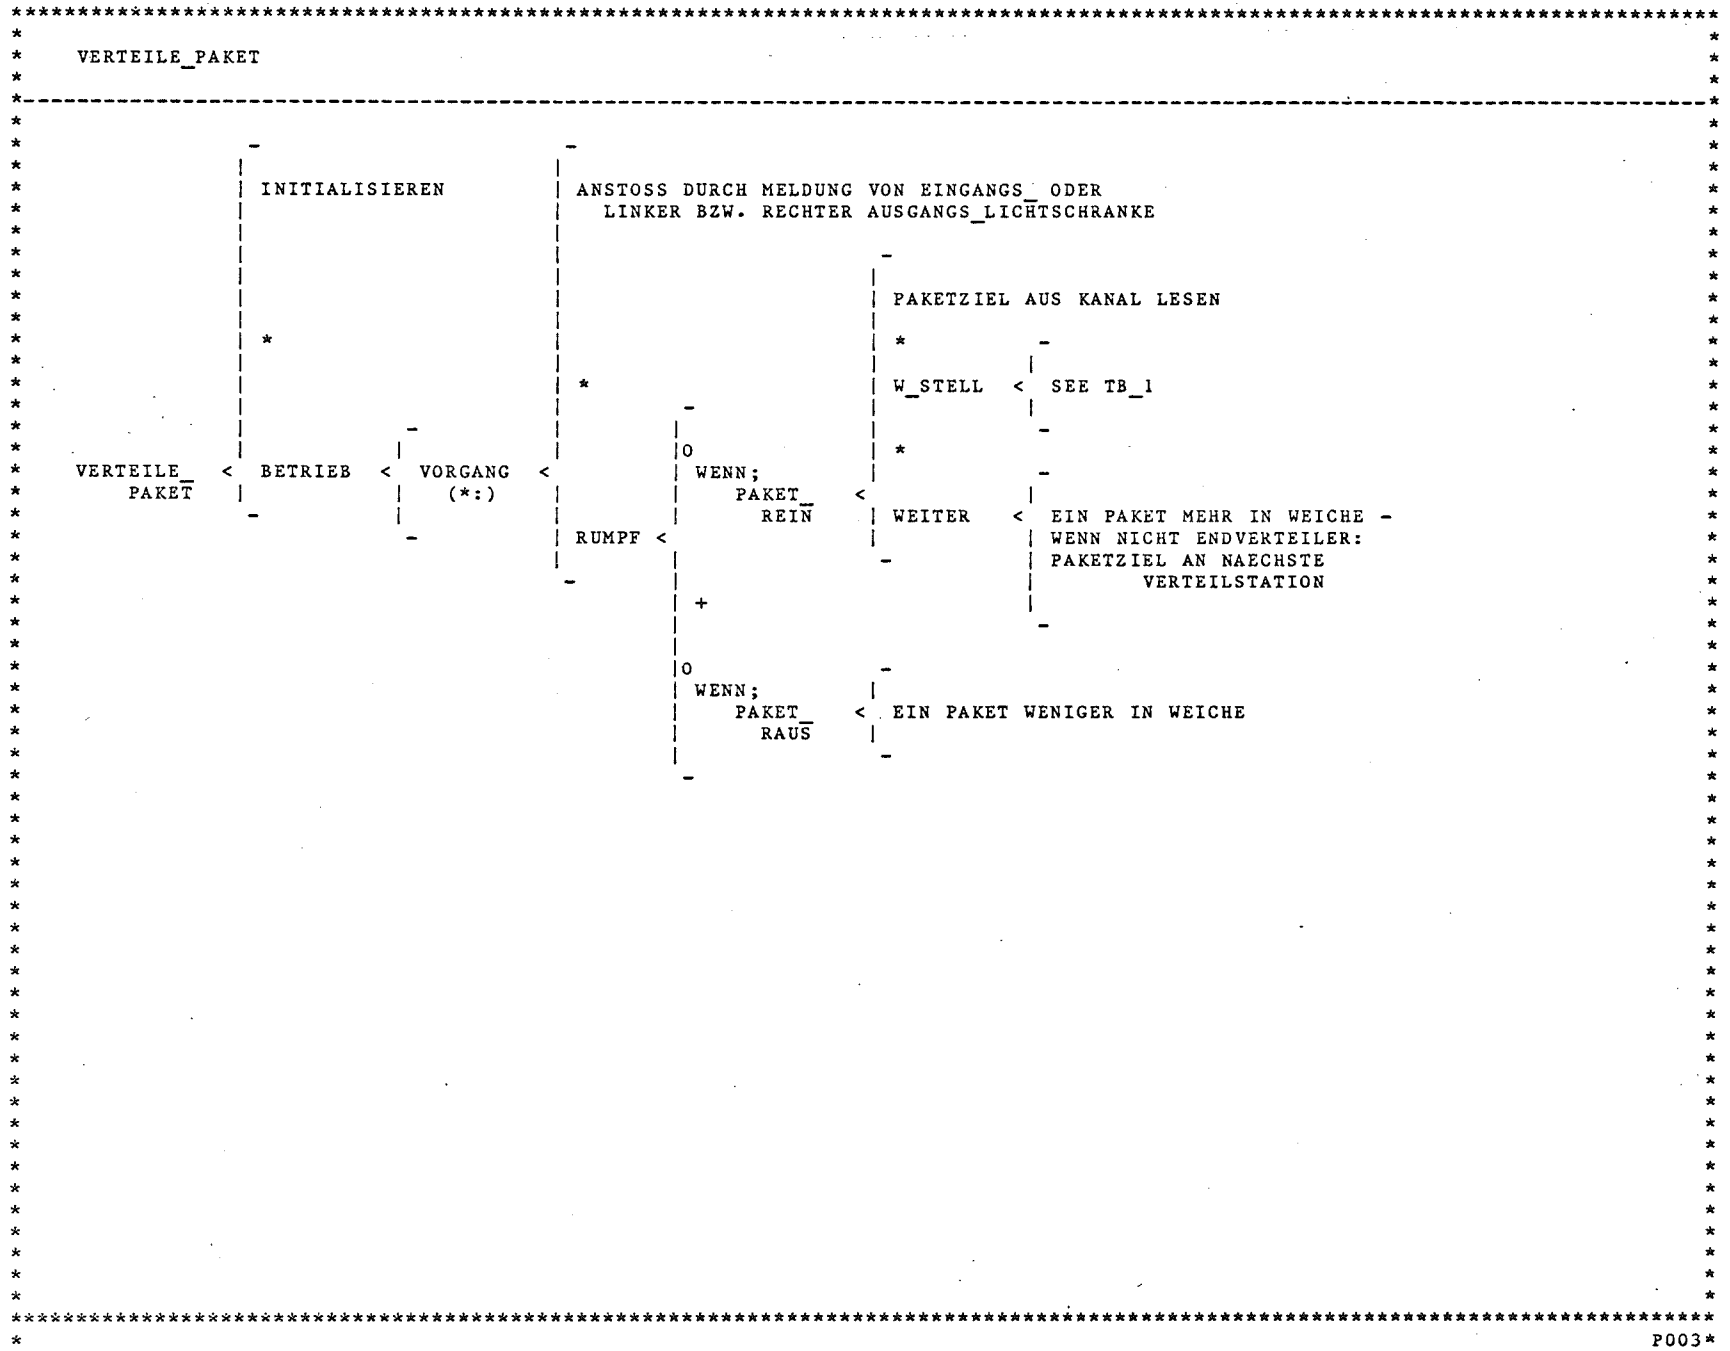 VERTEILE_PAKET
INITIALISIEREN
ANSTOSS DURCH MELDUNG VON EINGANGS_ ODER
LINKER BZW. RECHTER AUSGANGS_LICHTSCHRANKE
PAKETZIEL AUS KANAL LESEN
*
*
*
W_STELL < SEE TB_1
*
VERTEILE_ < BETRIEB < VORGANG <
PAKET
(*:)
O
WENN;
PAKET_ <
REIN
WEITER < EIN PAKET MEHR IN WEICHE -
WENN NICHT ENDVERTEILER:
PAKETZIEL AN NAECHSTE
VERTEILSTATION
RUMPF <
+
O
WENN;
PAKET_ < EIN PAKET WENIGER IN WEICHE
RAUS
P003*